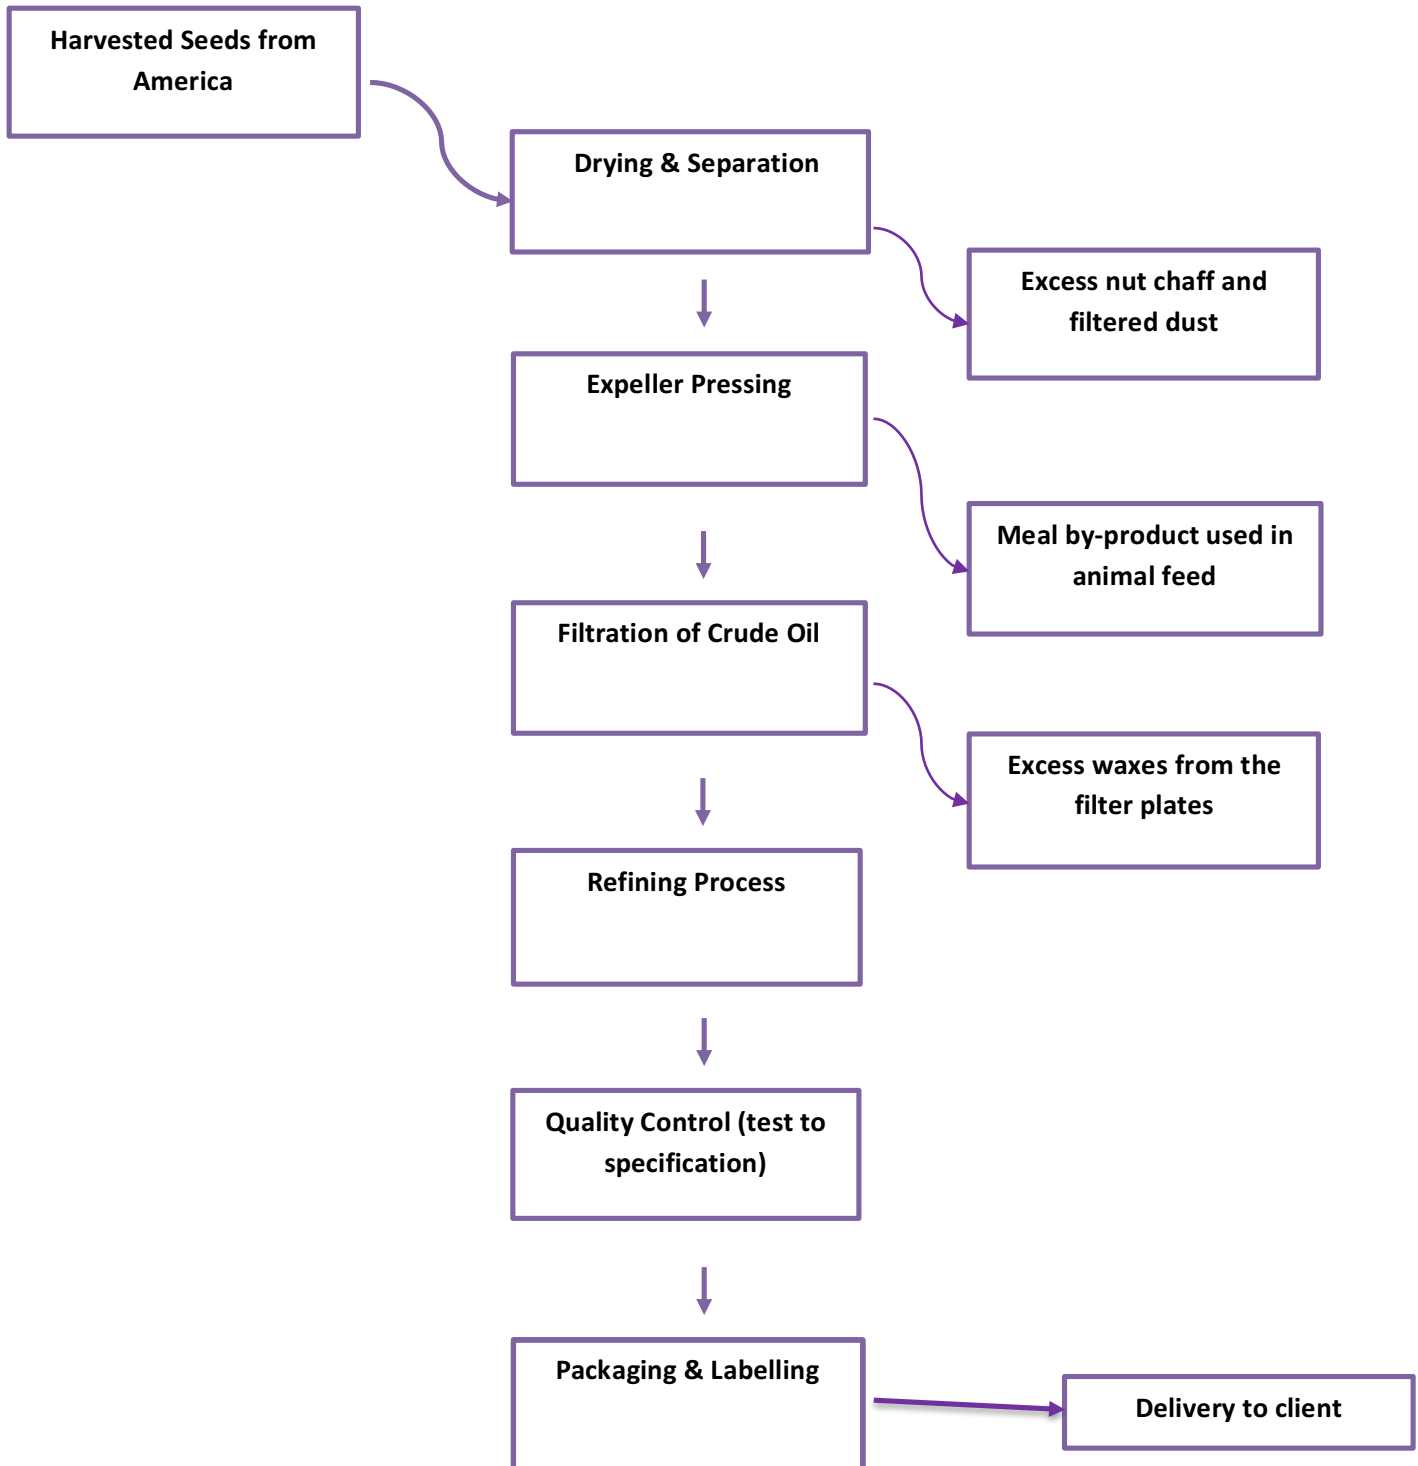 Harvested Seeds from
America
Drying & Separation
Excess nut chaff and
filtered dust
Expeller Pressing
Meal by-product used in
animal feed
Filtration of Crude Oil
Excess waxes from the
filter plates
Refining Process
Quality Control (test to
specification)
Packaging & Labelling
Delivery to client